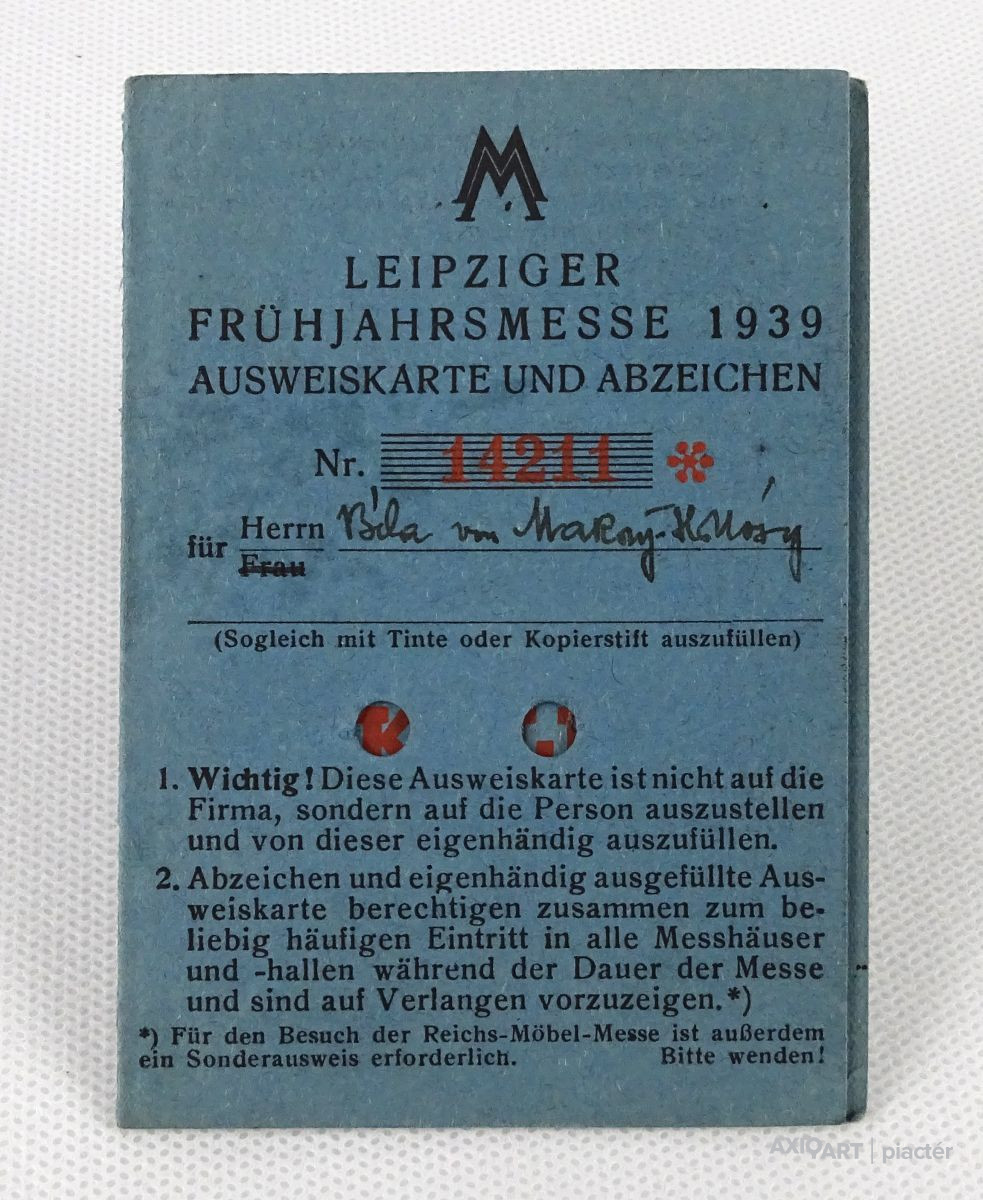 M
LEIPZIGER
FRÜHJAHRSMESSE 1939
AUSWEISKARTE UND ABZEICHEN
Nr. 14211 *
für Herrn Béla von Makay-
Frau
(Sogleich mit Tinte oder Kopierstift auszufüllen)
K
1. Wichtig! Diese Ausweiskarte ist nicht auf die
Firma, sondern auf die Person auszustellen
und von dieser eigenhändig auszufüllen.
2. Abzeichen und eigenhändig ausgefüllte Aus-
weiskarte berechtigen zusammen zum be-
liebig häufigen Eintritt in alle Messhäuser
und -hallen während der Dauer der Messe
und sind auf Verlangen vorzuzeigen.*)
*) Für den Besuch der Reichs-Möbel-Messe ist außerdem
ein Sonderausweis erforderlich. Bitte wenden!
AXIOART | piactér